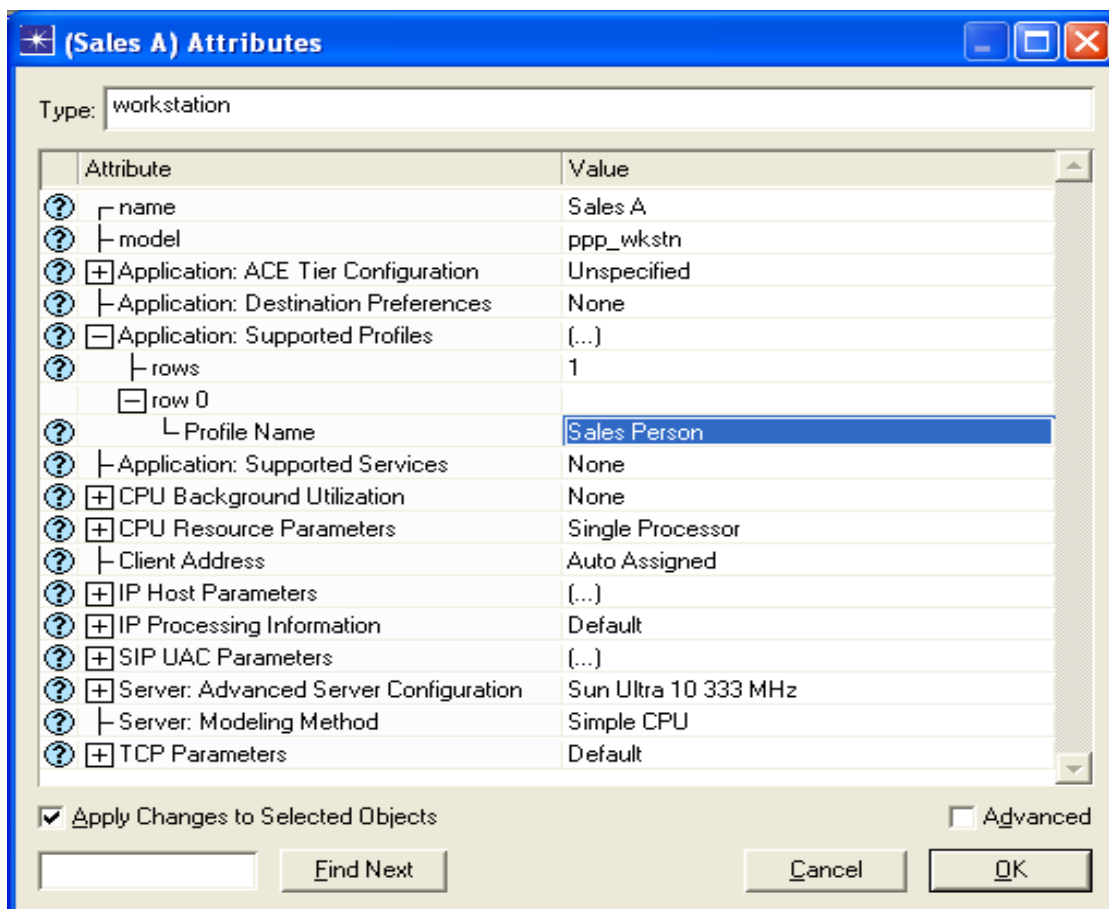 (Sales A) Attributes
Type: workstation
Attribute Value
name Sales A
model ppp_wkstn
Application: ACE Tier Configuration Unspecified
Application: Destination Preferences None
Application: Supported Profiles (...)
rows 1
row 0
Profile Name Sales Person
Application: Supported Services None
CPU Background Utilization None
CPU Resource Parameters Single Processor
Client Address Auto Assigned
IP Host Parameters (...)
IP Processing Information Default
SIP UAC Parameters (...)
Server: Advanced Server Configuration Sun Ultra 10 333 MHz
Server: Modeling Method Simple CPU
TCP Parameters Default
Apply Changes to Selected Objects Advanced
Find Next Cancel OK